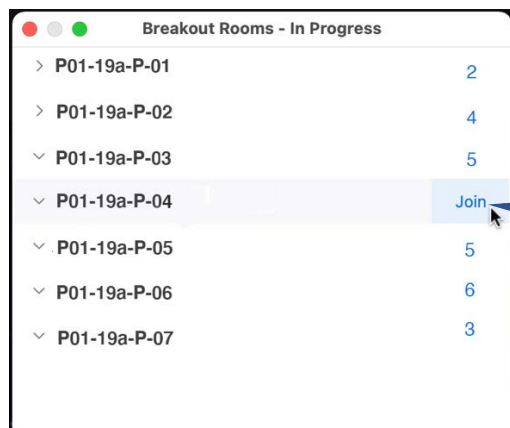 Breakout Rooms - In Progress
P01-19a-P-01 2
P01-19a-P-02 4
P01-19a-P-03 5
P01-19a-P-04 Join
P01-19a-P-05 5
P01-19a-P-06 6
P01-19a-P-07 3